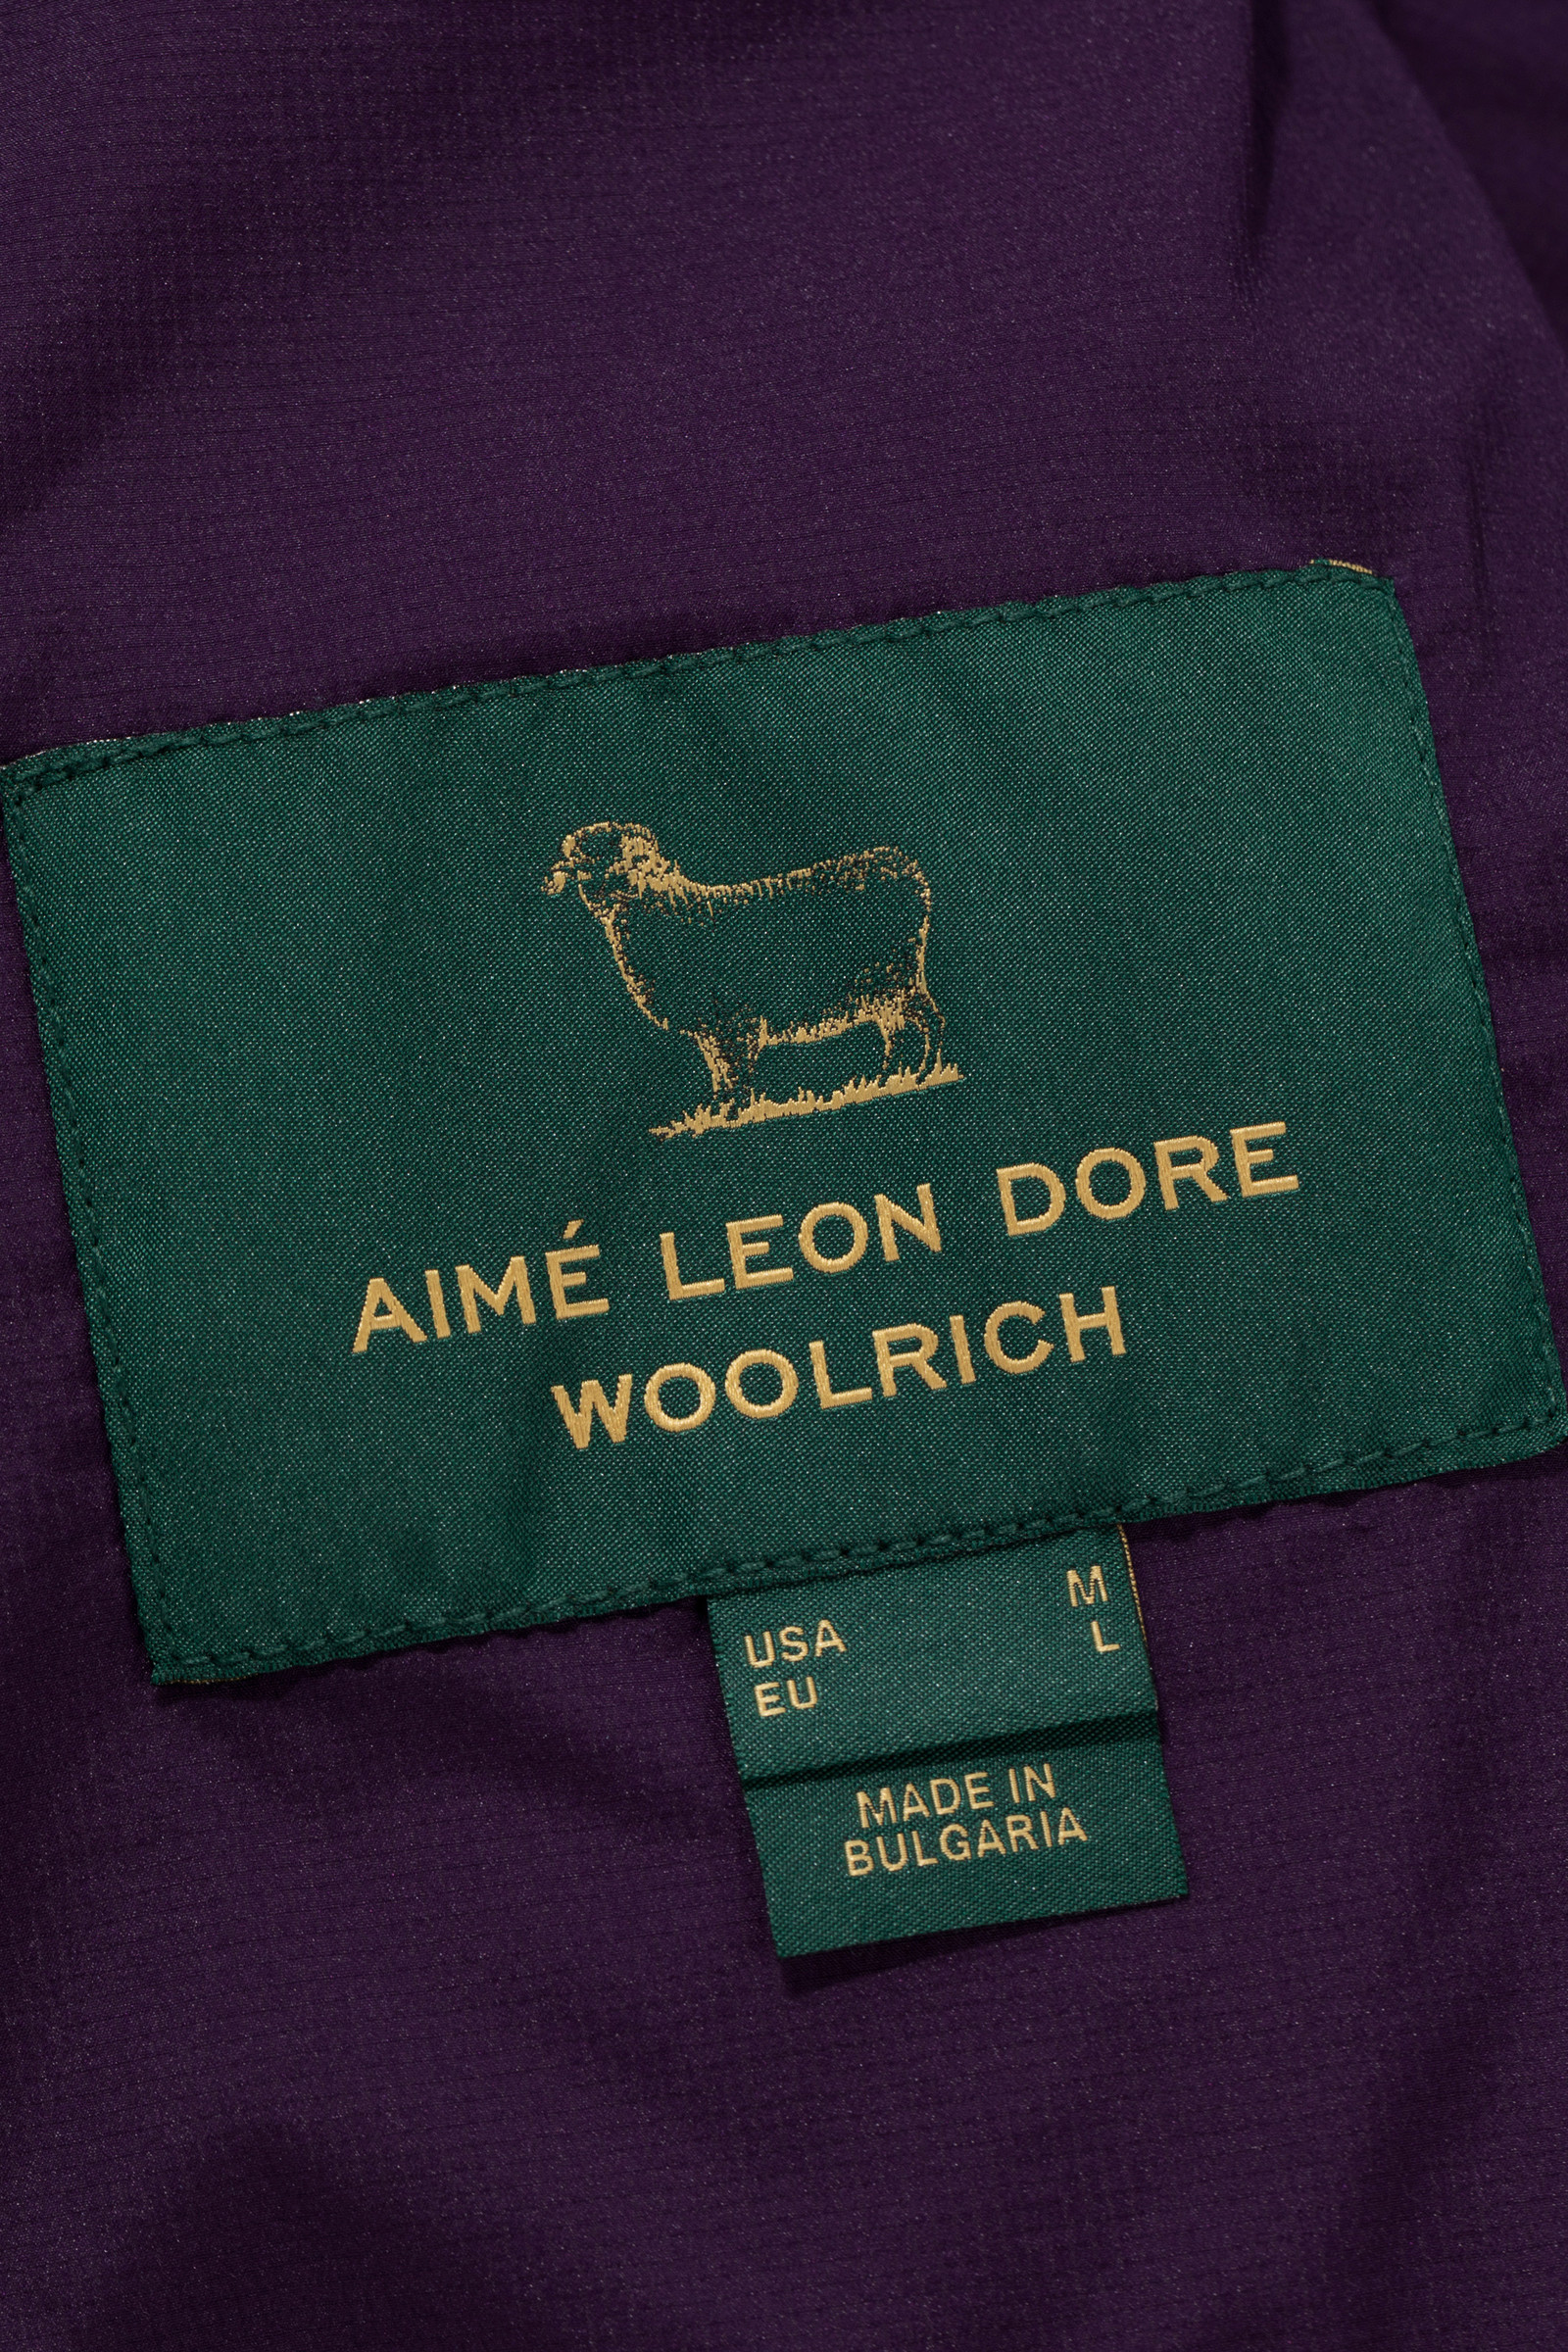 AIMÉ LEON DORE
WOOLRICH
USA M
EU L
MADE IN
BULGARIA